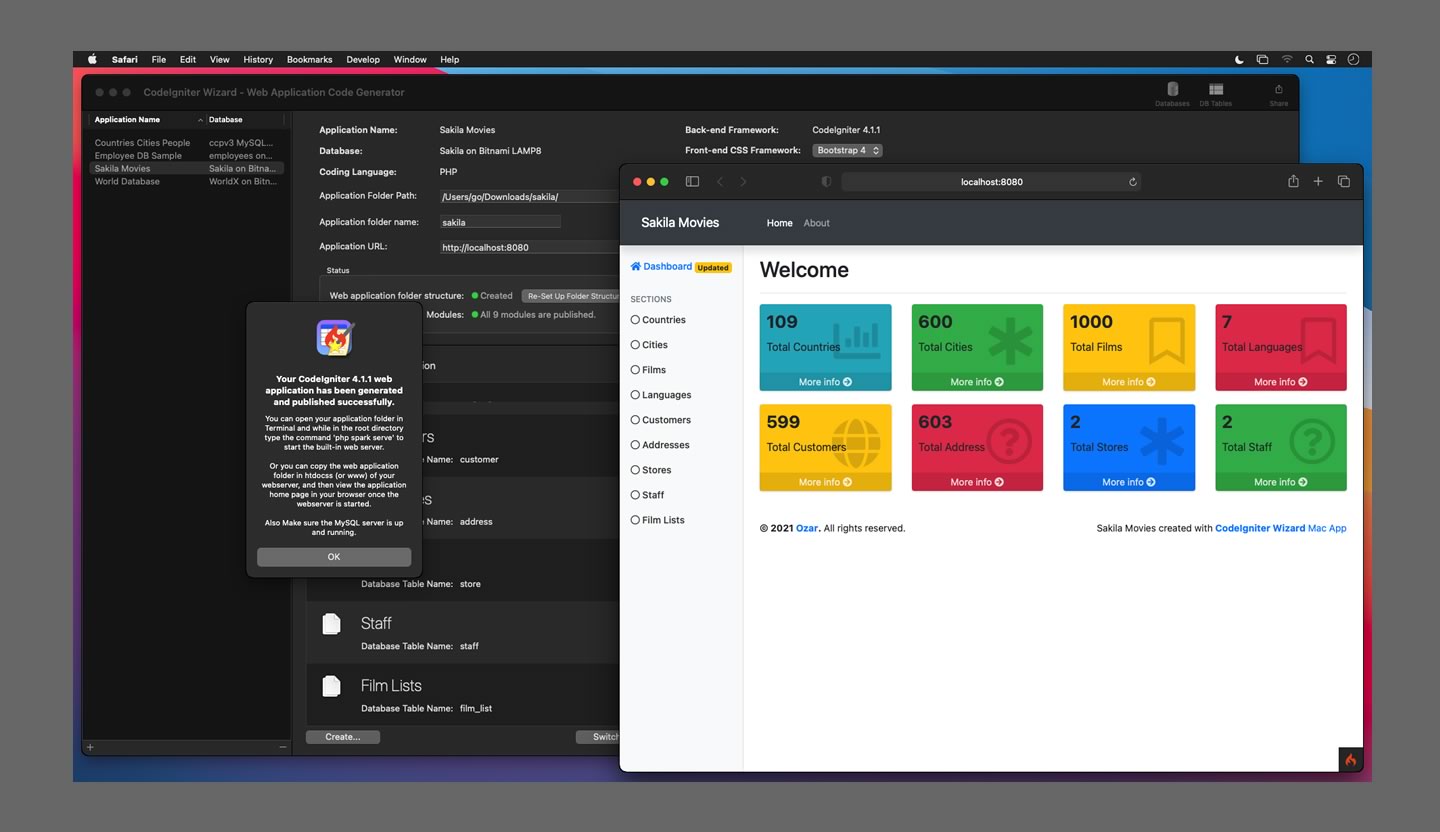 Safari File Edit View History Bookmarks Develop Window Help
CodeIgniter Wizard - Web Application Code Generator
Databases DB Tables Share
Application Name Database
Countries Cities People ccpv3 MySQL...
Employee DB Sample employees on...
Sakila Movies Sakila on Bitna...
World Database WorldX on Bitn...
Application Name: Sakila Movies
Back-end Framework: CodeIgniter 4.1.1
Database: Sakila on Bitnami LAMP8
Front-end CSS Framework: Bootstrap 4
Coding Language: PHP
Application Folder Path: /Users/go/Downloads/sakila/
Application folder name: sakila
Application URL: http://localhost:8080
Status
Web application folder structure: Created Re-Set Up Folder Structur
Modules: All 9 modules are published.
ion
rs
e Name: customer
es
e Name: address
Database Table Name: store
Staff
Database Table Name: staff
Film Lists
Database Table Name: film_list
Create... Switch
+ −
Your CodeIgniter 4.1.1 web
application has been generated
and published successfully.
You can open your application folder in
Terminal and while in the root directory
type the command 'php spark serve' to
start the built-in web server.
Or you can copy the web application
folder in htdocss (or www) of your
webserver, and then view the application
home page in your browser once the
webserver is started.
Also Make sure the MySQL server is up
and running.
OK
localhost:8080
Sakila Movies Home About
Dashboard Updated
SECTIONS
Countries
Cities
Films
Languages
Customers
Addresses
Stores
Staff
Film Lists
Welcome
109 600 1000 7
Total Countries Total Cities Total Films Total Languages
More info More info More info More info
599 603 2 2
Total Customers Total Address Total Stores Total Staff
More info More info More info More info
© 2021 Ozar. All rights reserved.
Sakila Movies created with CodeIgniter Wizard Mac App